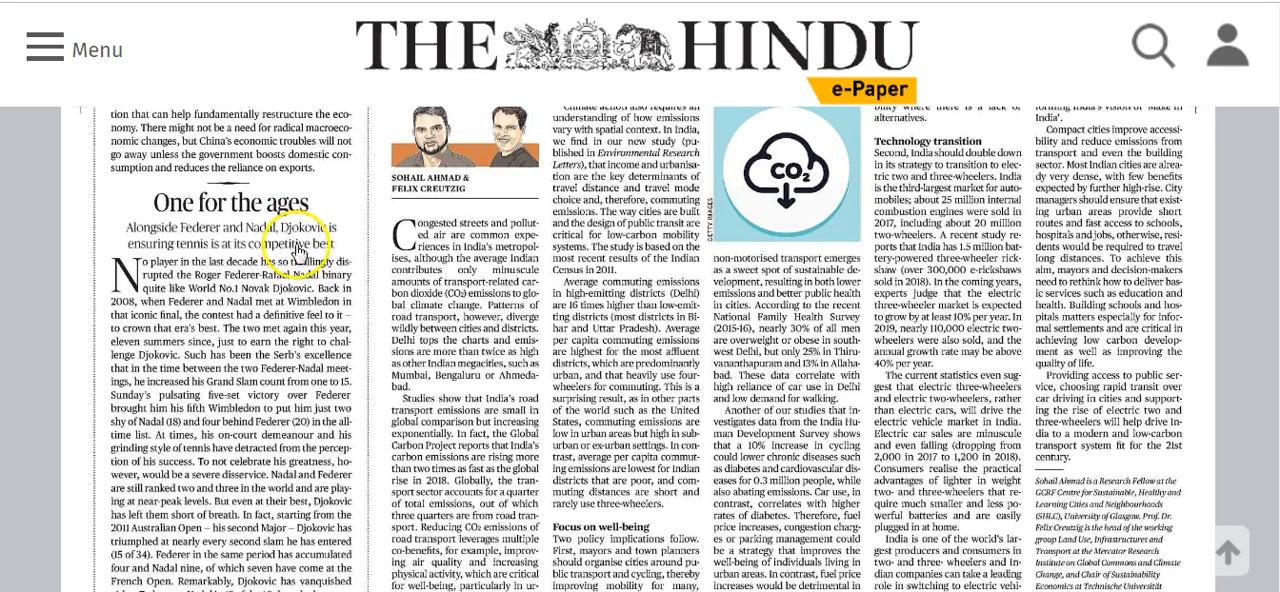 Menu
THE HINDU
e-Paper
tion that can help fundamentally restructure the eco-
nomy. There might not be a need for radical macroeco-
nomic changes, but China's economic troubles will not
go away unless the government boosts domestic con-
sumption and reduces the reliance on exports.
One for the ages
Alongside Federer and Nadal, Djokovic is
ensuring tennis is at its competitive best
No player in the last decade has so thrillingly dis-
rupted the Roger Federer-Rafael Nadal binary
quite like World No.1 Novak Djokovic. Back in
2008, when Federer and Nadal met at Wimbledon in
that iconic final, the contest had a definitive feel to it —
to crown that era's best. The two met again this year,
eleven summers since, just to earn the right to chal-
lenge Djokovic. Such has been the Serb's excellence
that in the time between the two Federer-Nadal meet-
ings, he increased his Grand Slam count from one to 15.
Sunday's pulsating five-set victory over Federer
brought him his fifth Wimbledon to put him just two
shy of Nadal (18) and four behind Federer (20) in the all-
time list. At times, his on-court demeanour and his
grinding style of tennis have detracted from the percep-
tion of his success. To not celebrate his greatness, ho-
wever, would be a severe disservice. Nadal and Federer
are still ranked two and three in the world and are play-
ing at near-peak levels. But even at their best, Djokovic
has left them short of breath. In fact, starting from the
2011 Australian Open — his second Major — Djokovic has
triumphed at nearly every second slam he has entered
(15 of 34). Federer in the same period has accumulated
four and Nadal nine, of which seven have come at the
French Open. Remarkably, Djokovic has vanquished
SOHAIL AHMAD &
FELIX CREUTZIG
Congested streets and pollut-
ed air are common expe-
riences in India's metropol-
ises, although the average Indian
contributes only minuscule
amounts of transport-related car-
bon dioxide (CO₂) emissions to glo-
bal climate change. Patterns of
road transport, however, diverge
wildly between cities and districts.
Delhi tops the charts and emis-
sions are more than twice as high
as other Indian megacities, such as
Mumbai, Bengaluru or Ahmeda-
bad.
Studies show that India's road
transport emissions are small in
global comparison but increasing
exponentially. In fact, the Global
Carbon Project reports that India's
carbon emissions are rising more
than two times as fast as the global
rise in 2018. Globally, the tran-
sport sector accounts for a quarter
of total emissions, out of which
three quarters are from road tran-
sport. Reducing CO₂ emissions of
road transport leverages multiple
co-benefits, for example, improv-
ing air quality and increasing
physical activity, which are critical
for well-being, particularly in ur-
Climate action also requires an
understanding of how emissions
vary with spatial context. In India,
we find in our new study (pu-
blished in Environmental Research
Letters), that income and urbanisa-
tion are the key determinants of
travel distance and travel mode
choice and, therefore, commuting
emissions. The way cities are built
and the design of public transit are
critical for low-carbon mobility
systems. The study is based on the
most recent results of the Indian
Census in 2011.
Average commuting emissions
in high-emitting districts (Delhi)
are 16 times higher than low-emit-
ting districts (most districts in Bi-
har and Uttar Pradesh). Average
per capita commuting emissions
are highest for the most affluent
districts, which are predominantly
urban, and that heavily use four-
wheelers for commuting. This is a
surprising result, as in other parts
of the world such as the United
States, commuting emissions are
low in urban areas but high in sub-
urban or ex-urban settings. In con-
trast, average per capita commut-
ing emissions are lowest for Indian
districts that are poor, and com-
muting distances are short and
rarely use three-wheelers.
Focus on well-being
Two policy implications follow.
First, mayors and town planners
should organise cities around pu-
blic transport and cycling, thereby
improving mobility for many,
CO₂
GETTY IMAGES
non-motorised transport emerges
as a sweet spot of sustainable de-
velopment, resulting in both lower
emissions and better public health
in cities. According to the recent
National Family Health Survey
(2015-16), nearly 30% of all men
are overweight or obese in south-
west Delhi, but only 25% in Thiru-
vananthapuram and 13% in Allaha-
bad. These data correlate with
high reliance of car use in Delhi
and low demand for walking.
Another of our studies that in-
vestigates data from the India Hu-
man Development Survey shows
that a 10% increase in cycling
could lower chronic diseases such
as diabetes and cardiovascular dis-
eases for 0.3 million people, while
also abating emissions. Car use, in
contrast, correlates with higher
rates of diabetes. Therefore, fuel
price increases, congestion charg-
es or parking management could
be a strategy that improves the
well-being of individuals living in
urban areas. In contrast, fuel price
increases would be detrimental in
bility where there is a lack of
alternatives.
Technology transition
Second, India should double down
in its strategy to transition to elec-
tric two and three-wheelers. India
is the third-largest market for auto-
mobiles; about 25 million internal
combustion engines were sold in
2017, including about 20 million
two-wheelers. A recent study re-
ports that India has 1.5 million bat-
tery-powered three-wheeler rick-
shaw (over 300,000 e-rickshaws
sold in 2018). In the coming years,
experts judge that the electric
three-wheeler market is expected
to grow by at least 10% per year. In
2019, nearly 110,000 electric two-
wheelers were also sold, and the
annual growth rate may be above
40% per year.
The current statistics even sug-
gest that electric three-wheelers
and electric two-wheelers, rather
than electric cars, will drive the
electric vehicle market in India.
Electric car sales are minuscule
and even falling (dropping from
2,000 in 2017 to 1,200 in 2018).
Consumers realise the practical
advantages of lighter in weight
two- and three-wheelers that re-
quire much smaller and less po-
werful batteries and are easily
plugged in at home.
India is one of the world's lar-
gest producers and consumers in
two- and three- wheelers and In-
dian companies can take a leading
role in switching to electric vehi-
forming India's vision of 'Make in
India'.
Compact cities improve accessi-
bility and reduce emissions from
transport and even the building
sector. Most Indian cities are alrea-
dy very dense, with few benefits
expected by further high-rise. City
managers should ensure that exist-
ing urban areas provide short
routes and fast access to schools,
hospitals and jobs, otherwise, resi-
dents would be required to travel
long distances. To achieve this
aim, mayors and decision-makers
need to rethink how to deliver bas-
ic services such as education and
health. Building schools and hos-
pitals matters especially for infor-
mal settlements and are critical in
achieving low carbon develop-
ment as well as improving the
quality of life.
Providing access to public ser-
vice, choosing rapid transit over
car driving in cities and support-
ing the rise of electric two and
three-wheelers will help drive In-
dia to a modern and low-carbon
transport system fit for the 21st
century.
Sohail Ahmad is a Research Fellow at the
GCRF Centre for Sustainable, Healthy and
Learning Cities and Neighbourhoods
(SHLC), University of Glasgow. Prof. Dr.
Felix Creutzig is the head of the working
group Land Use, Infrastructures and
Transport at the Mercator Research
Institute on Global Commons and Climate
Change, and Chair of Sustainability
Economics at Technische Universität